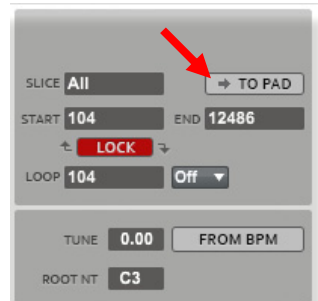 SLICE All → TO PAD
START 104 END 12486
LOCK
LOOP 104 Off ▼
TUNE 0.00 FROM BPM
ROOT NT C3